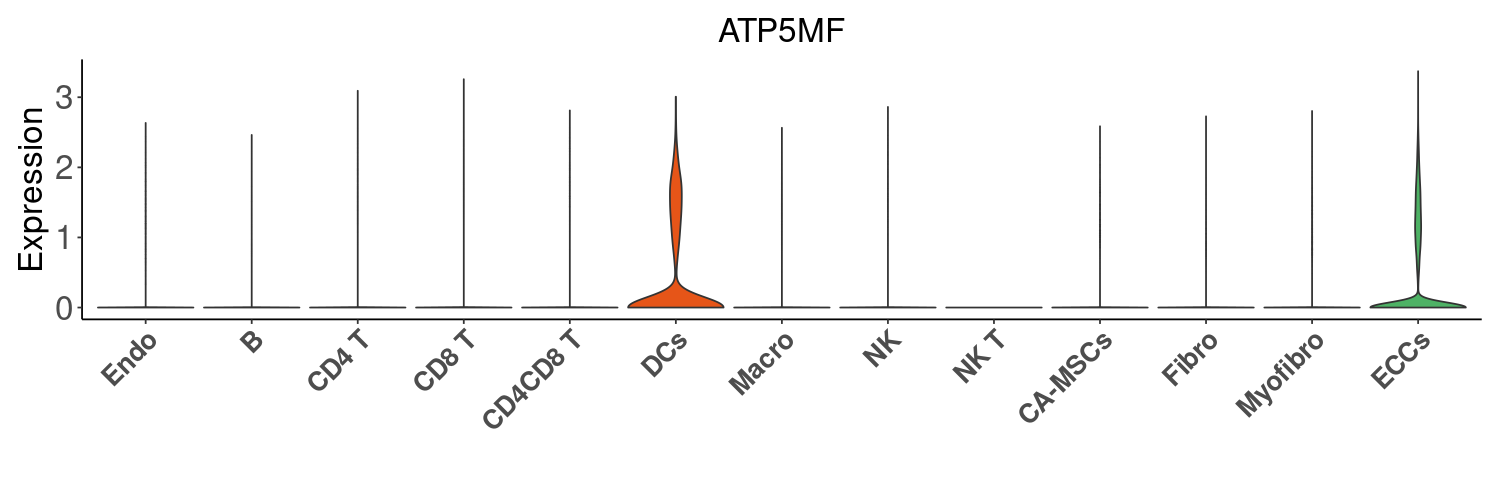 ATP5MF
Expression
3
2
1
0
Endo
B
CD4 T
CD8 T
CD4CD8 T
DCs
Macro
NK
NK T
CA-MSCs
Fibro
Myofibro
ECCs